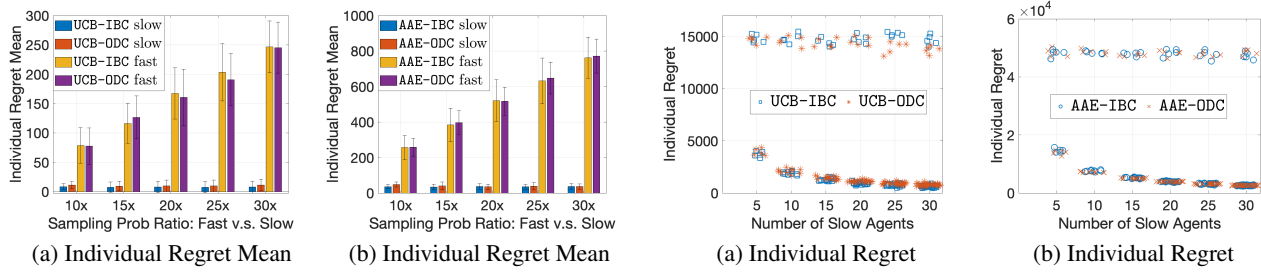 Individual Regret Mean
300
250
200
150
100
50
0
UCB-IBC slow
UCB-ODC slow
UCB-IBC fast
UCB-ODC fast
10x 15x 20x 25x 30x
Sampling Prob Ratio: Fast v.s. Slow
(a) Individual Regret Mean
Individual Regret Mean
1000
800
600
400
200
0
AAE-IBC slow
AAE-ODC slow
AAE-IBC fast
AAE-ODC fast
10x 15x 20x 25x 30x
Sampling Prob Ratio: Fast v.s. Slow
(b) Individual Regret Mean
Individual Regret
15000
11000
7000
4000
0
UCB-IBC UCB-ODC
5 10 15 20 25 30
Number of Slow Agents
(a) Individual Regret
Individual Regret
×10⁴
6
4
2
0
AAE-IBC AAE-ODC
5 10 15 20 25 30
Number of Slow Agents
(b) Individual Regret